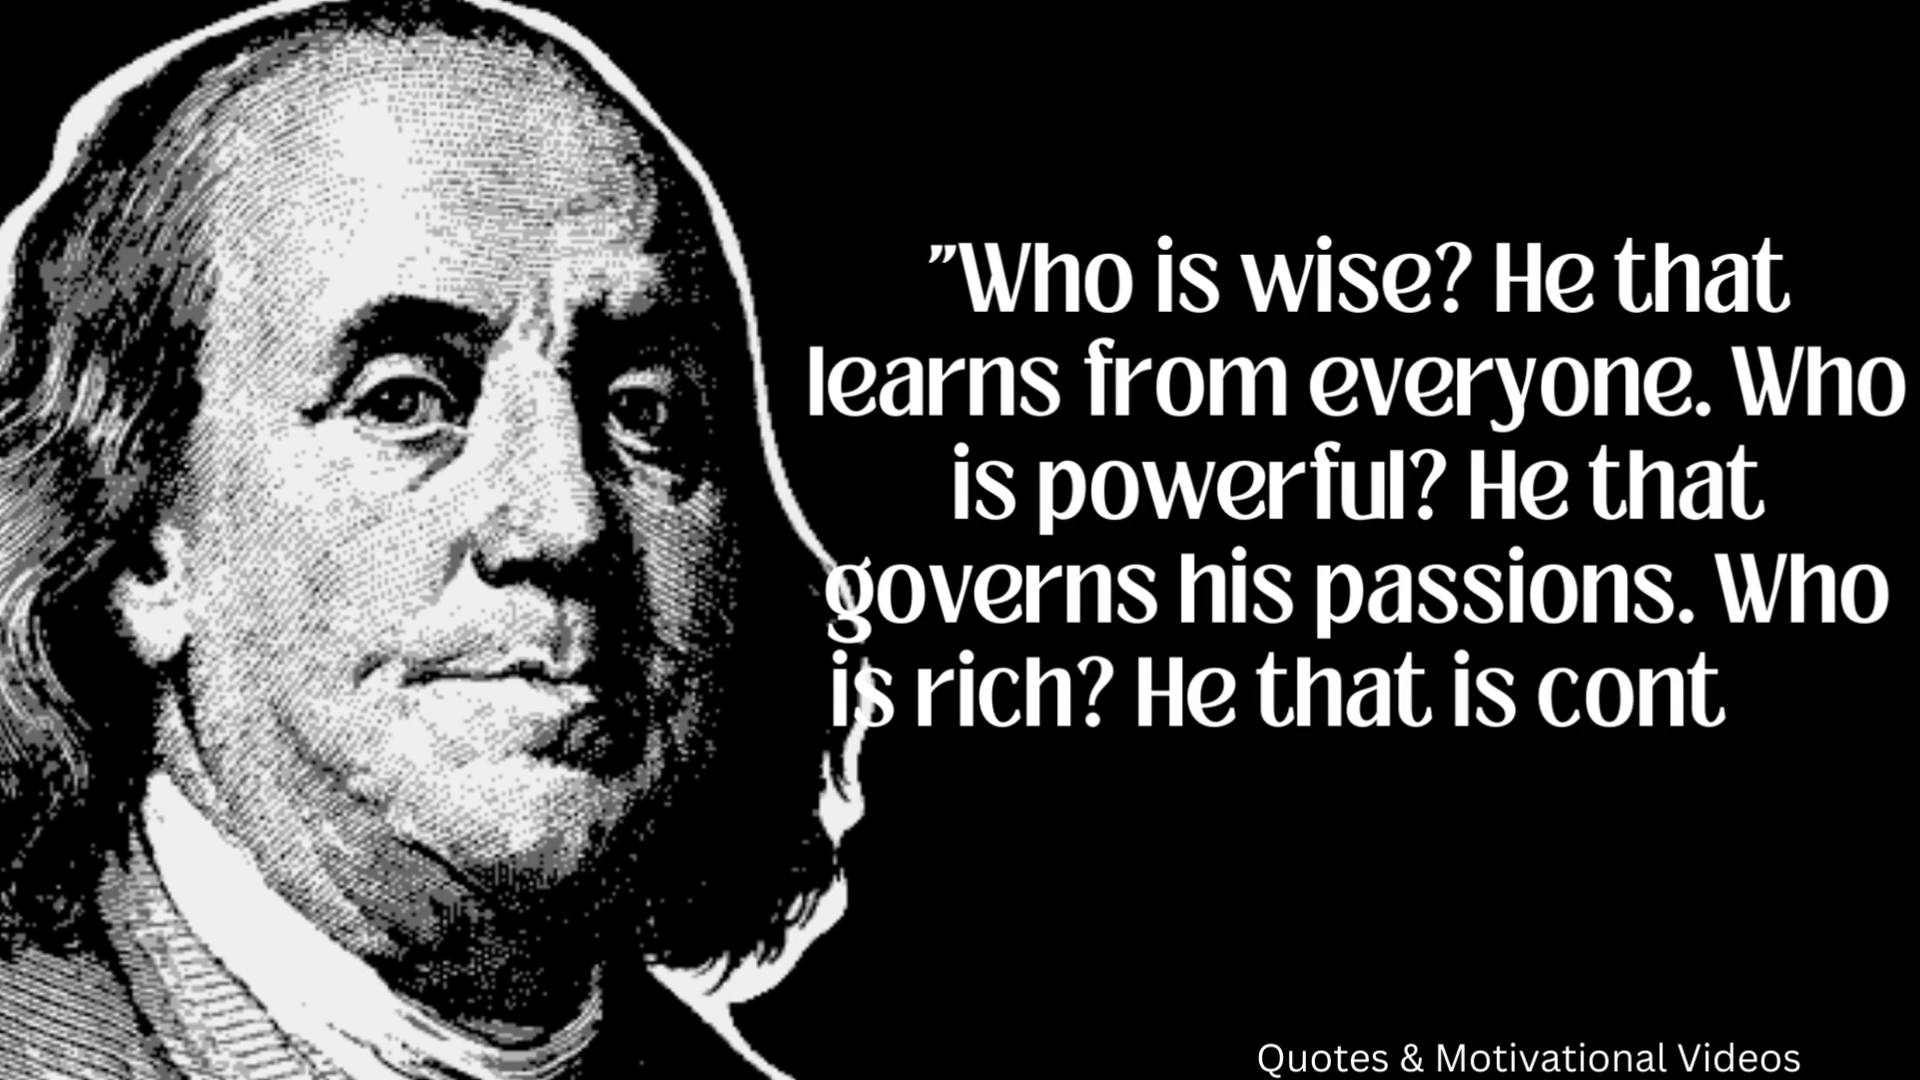 ”Who is wise? He that
learns from everyone. Who
is powerful? He that
governs his passions. Who
is rich? He that is cont
Quotes & Motivational Videos